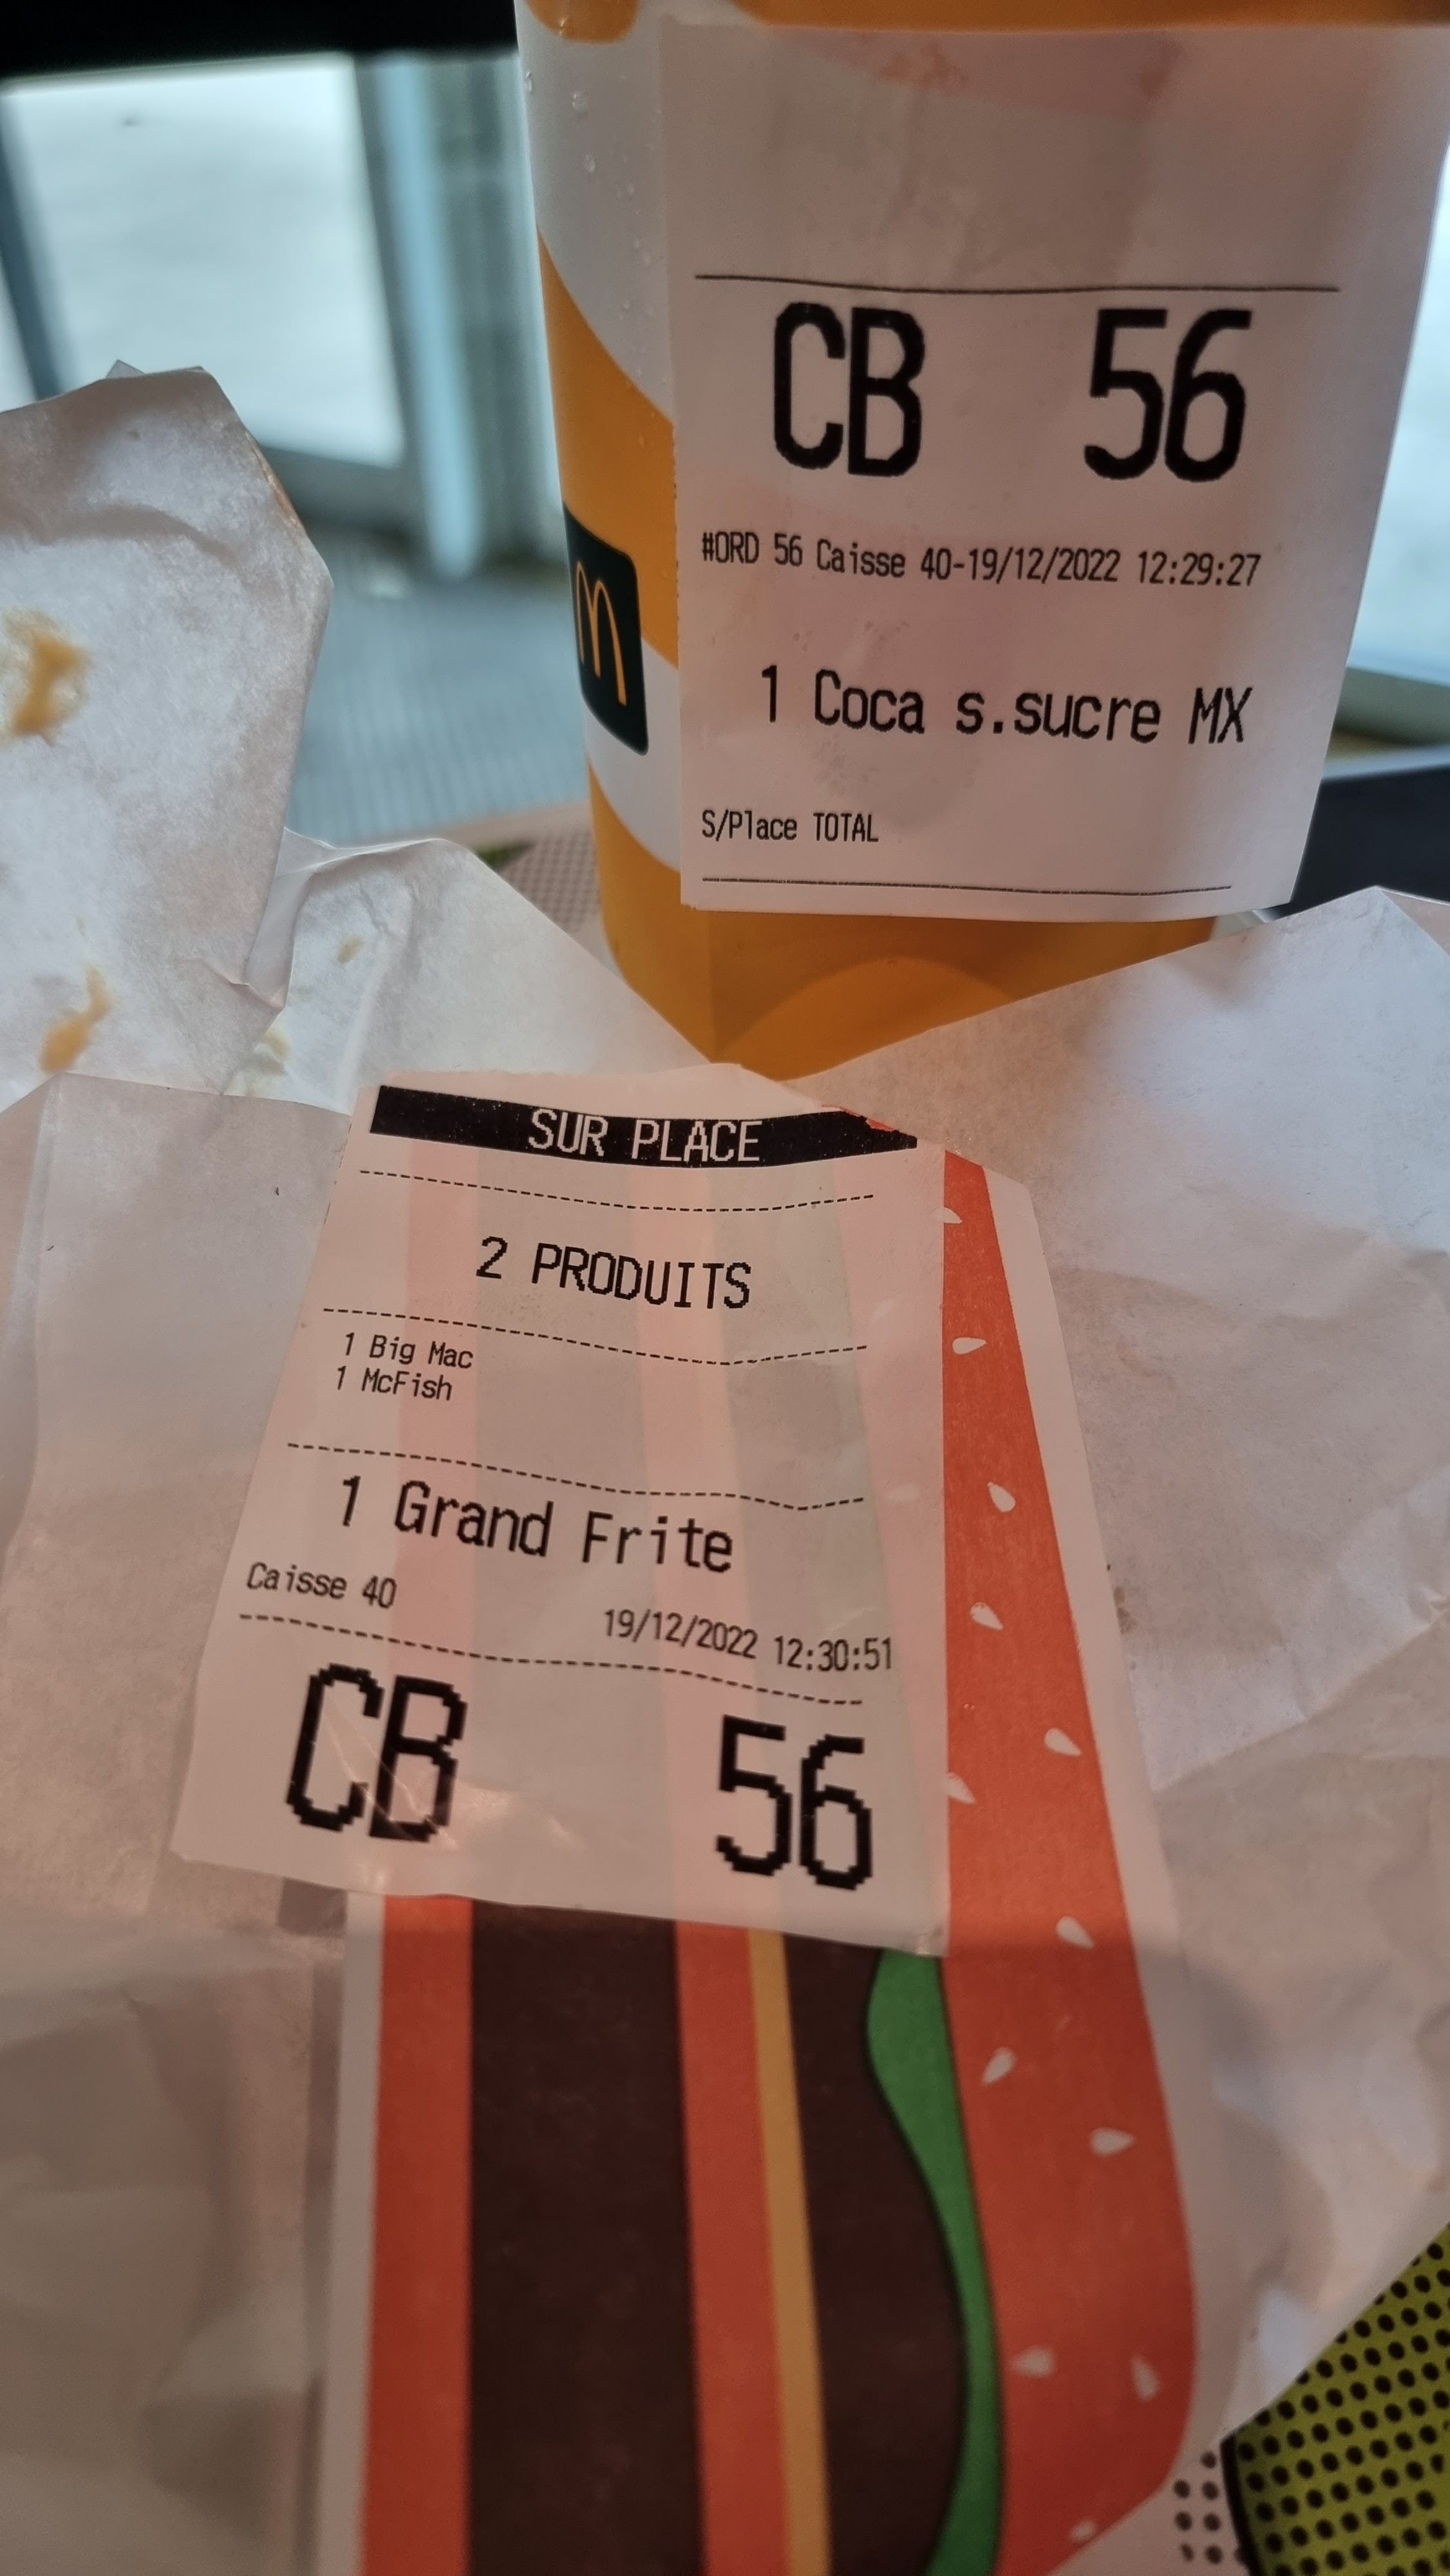 CB 56
#ORD 56 Caisse 40-19/12/2022 12:29:27
1 Coca s.sucre MX
S/Place TOTAL
SUR PLACE
2 PRODUITS
1 Big Mac
1 McFish
1 Grand Frite
Caisse 40 19/12/2022 12:30:51
CB 56